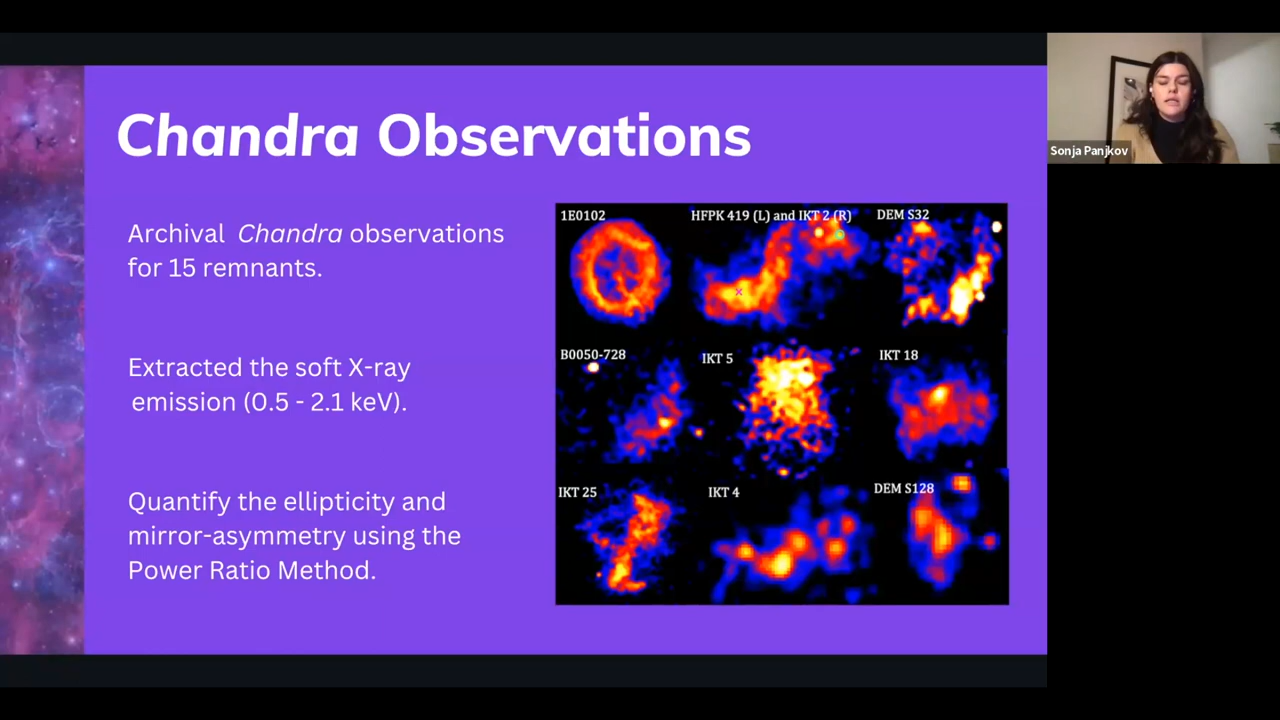 Chandra Observations
Archival Chandra observations
for 15 remnants.
Extracted the soft X-ray
emission (0.5 - 2.1 keV).
Quantify the ellipticity and
mirror-asymmetry using the
Power Ratio Method.
1E0102
HFPK 419 (L) and IKT 2 (R)
DEM S32
B0050-728
IKT 5
IKT 18
IKT 25
IKT 4
DEM S128
Sonja Panjkov